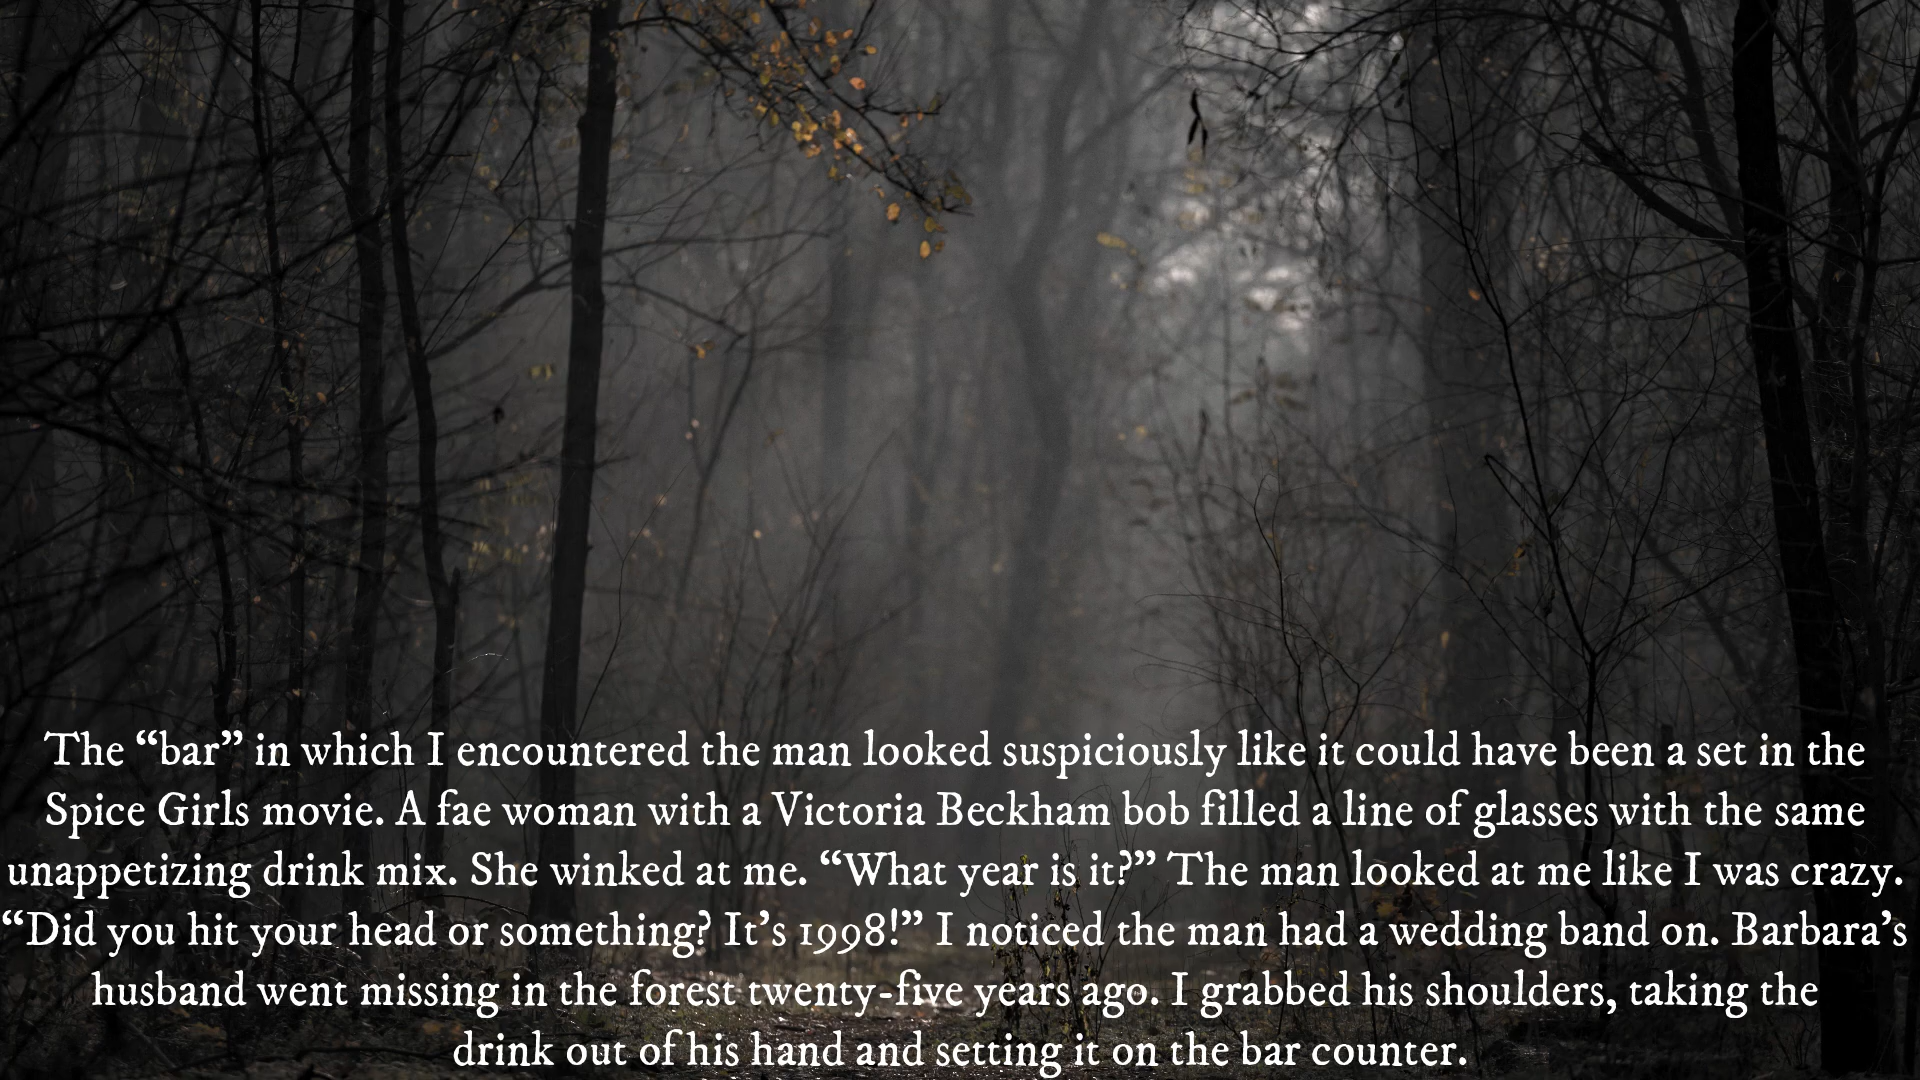 The “bar” in which I encountered the man looked suspiciously like it could have been a set in the
Spice Girls movie. A fae woman with a Victoria Beckham bob filled a line of glasses with the same
unappetizing drink mix. She winked at me. “What year is it?” The man looked at me like I was crazy.
“Did you hit your head or something? It’s 1998!” I noticed the man had a wedding band on. Barbara’s
husband went missing in the forest twenty-five years ago. I grabbed his shoulders, taking the
drink out of his hand and setting it on the bar counter.